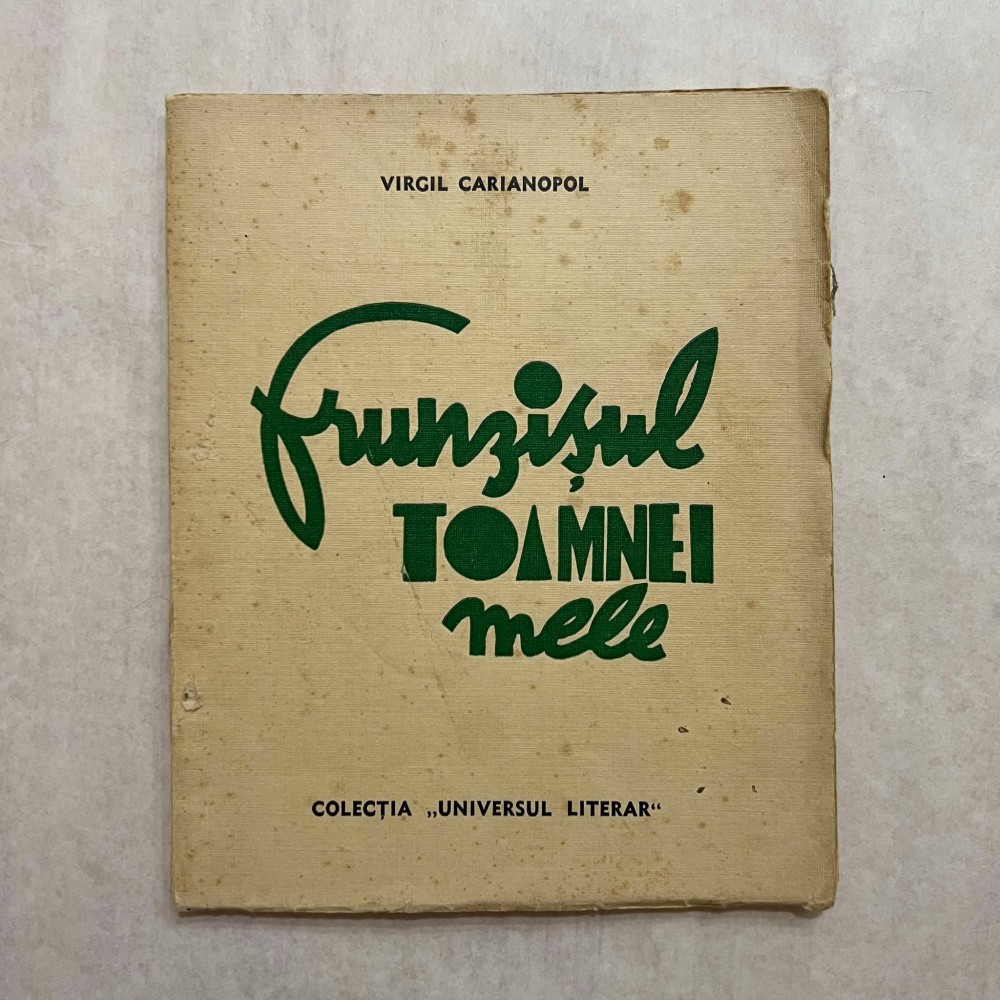 VIRGIL CARIANOPOL
frunzișul
TOAMNEI
mele
COLECȚIA „UNIVERSUL LITERAR“